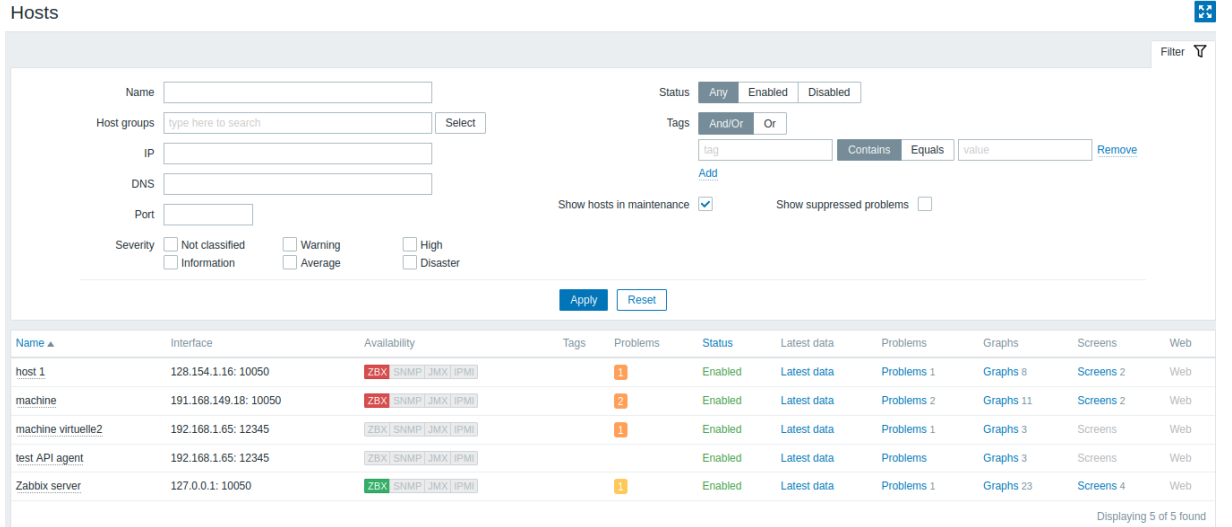 Hosts
Filter
Name Status Any Enabled Disabled
Host groups type here to search Select Tags And/Or Or
IP tag Contains Equals value Remove
DNS Add
Port Show hosts in maintenance Show suppressed problems
Severity Not classified Warning High
Information Average Disaster
Apply Reset
Name Interface Availability Tags Problems Status Latest data Problems Graphs Screens Web
host 1 128.154.1.16: 10050 ZBX SNMP JMX IPMI 1 Enabled Latest data Problems 1 Graphs 8 Screens 2 Web
machine 191.168.149.18: 10050 ZBX SNMP JMX IPMI 2 Enabled Latest data Problems 2 Graphs 11 Screens 2 Web
machine virtuelle2 192.168.1.65: 12345 ZBX SNMP JMX IPMI 1 Enabled Latest data Problems 1 Graphs 3 Screens Web
test API agent 192.168.1.65: 12345 ZBX SNMP JMX IPMI Enabled Latest data Problems Graphs 3 Screens Web
Zabbix server 127.0.0.1: 10050 ZBX SNMP JMX IPMI 1 Enabled Latest data Problems 1 Graphs 23 Screens 4 Web
Displaying 5 of 5 found